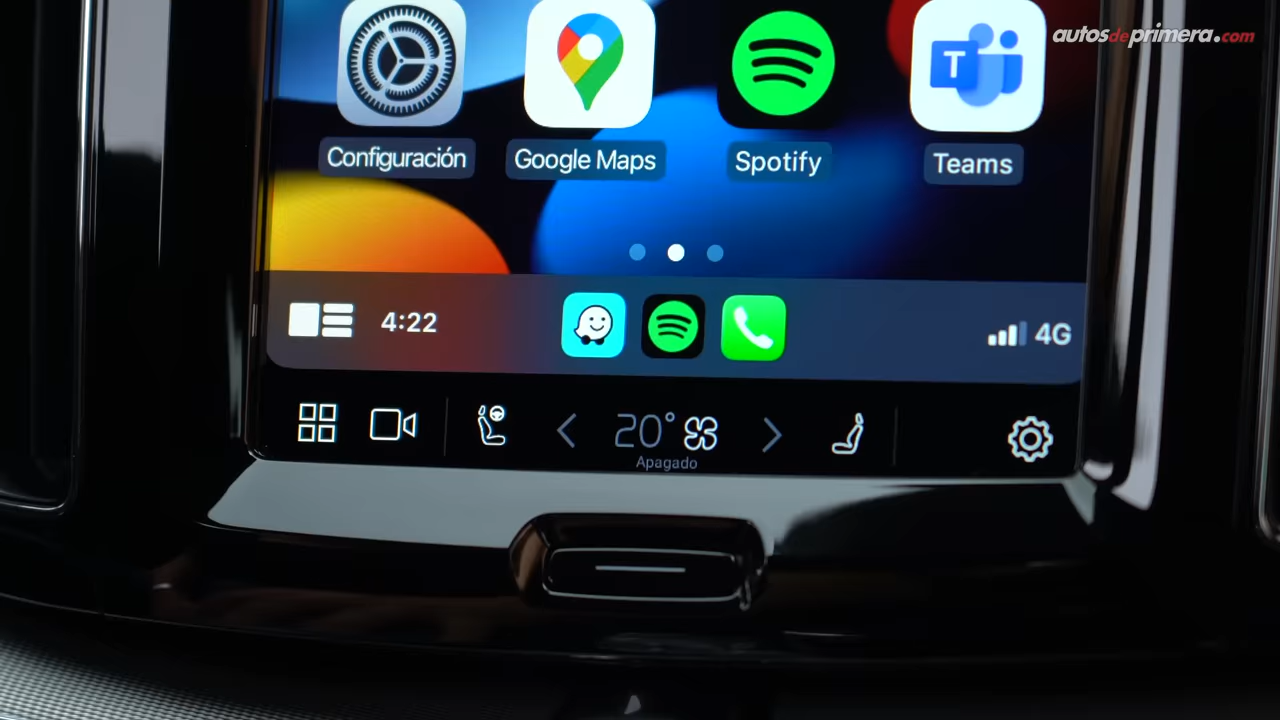 autosdeprimera.com
T
Configuración
Google Maps
Spotify
Teams
4:22
4G
20°
Apagado